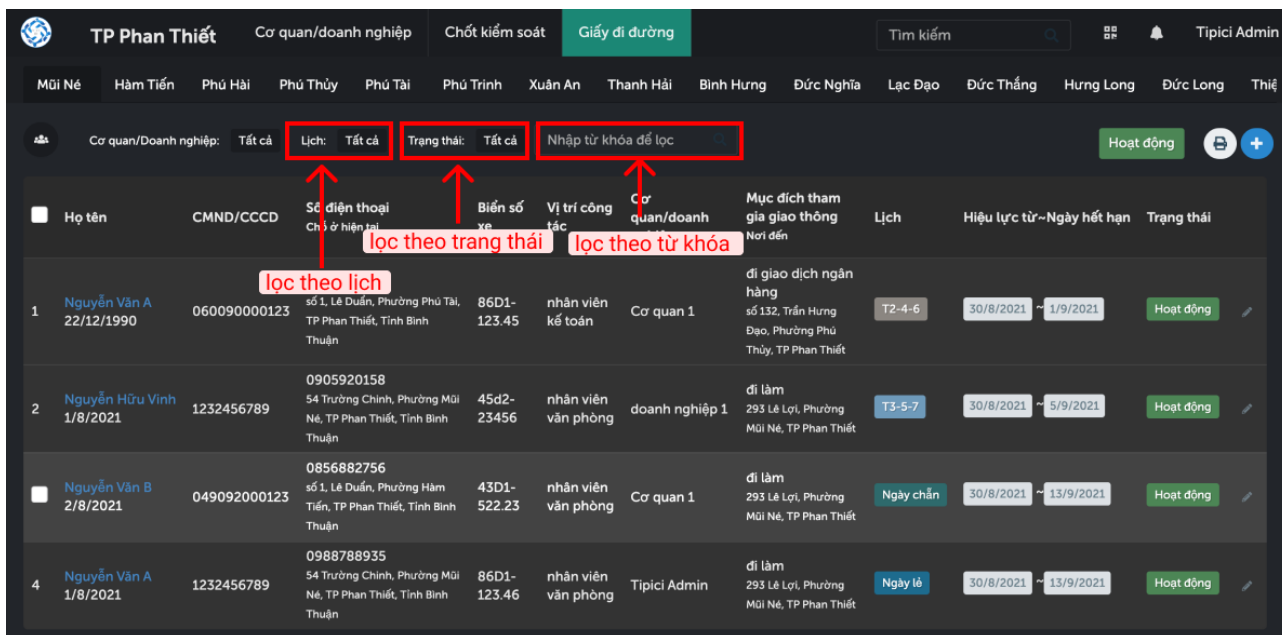 TP Phan Thiết Cơ quan/doanh nghiệp Chốt kiểm soát Giấy đi đường Tìm kiếm Tipici Admin
Mũi Né Hàm Tiến Phú Hài Phú Thủy Phú Tài Phú Trinh Xuân An Thanh Hải Bình Hưng Đức Nghĩa Lạc Đạo Đức Thắng Hưng Long Đức Long Thiệ
Cơ quan/Doanh nghiệp: Tất cả Lịch: Tất cả Trạng thái: Tất cả Nhập từ khóa để lọc Hoạt động
Họ tên CMND/CCCD Số điện thoại Biển số xe Vị trí công tác Cơ quan/doanh Mục đích tham gia giao thông Lịch Hiệu lực từ~Ngày hết hạn Trạng thái
Chỗ ở hiện tại Nơi đến
lọc theo trang thái lọc theo từ khóa
lọc theo lịch
1 Nguyễn Văn A 060090000123 86D1- nhân viên Cơ quan 1 đi giao dịch ngân T2-4-6 30/8/2021 ~ 1/9/2021 Hoạt động
22/12/1990 123.45 kế toán hàng
số 1, Lê Duẩn, Phường Phú Tài, số 132, Trần Hưng
TP Phan Thiết, Tỉnh Bình Đạo, Phường Phú
Thuận Thủy, TP Phan Thiết
0905920158
2 Nguyễn Hữu Vinh 1232456789 54 Trường Chinh, Phường Mũi 45d2- nhân viên doanh nghiệp 1 đi làm T3-5-7 30/8/2021 ~ 5/9/2021 Hoạt động
1/8/2021 Né, TP Phan Thiết, Tỉnh Bình 23456 văn phòng 293 Lê Lợi, Phường
Thuận Mũi Né, TP Phan Thiết
0856882756
Nguyễn Văn B 049092000123 số 1, Lê Duẩn, Phường Hàm 43D1- nhân viên Cơ quan 1 đi làm Ngày chẵn 30/8/2021 ~ 13/9/2021 Hoạt động
2/8/2021 Tiến, TP Phan Thiết, Tỉnh Bình 522.23 văn phòng 293 Lê Lợi, Phường
Thuận Mũi Né, TP Phan Thiết
0988788935
4 Nguyễn Văn A 1232456789 54 Trường Chinh, Phường Mũi 86D1- nhân viên Tipici Admin đi làm Ngày lẻ 30/8/2021 ~ 13/9/2021 Hoạt động
1/8/2021 Né, TP Phan Thiết, Tỉnh Bình 123.46 văn phòng 293 Lê Lợi, Phường
Thuận Mũi Né, TP Phan Thiết